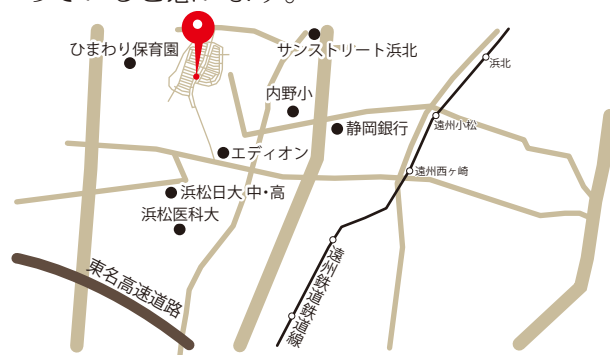 ひまわり保育園
サンストリート浜北
浜北
内野小
静岡銀行
遠州小松
エディオン
遠州西ヶ崎
浜松日大 中・高
浜松医科大
東名高速道路
遠州鉄道鉄道線